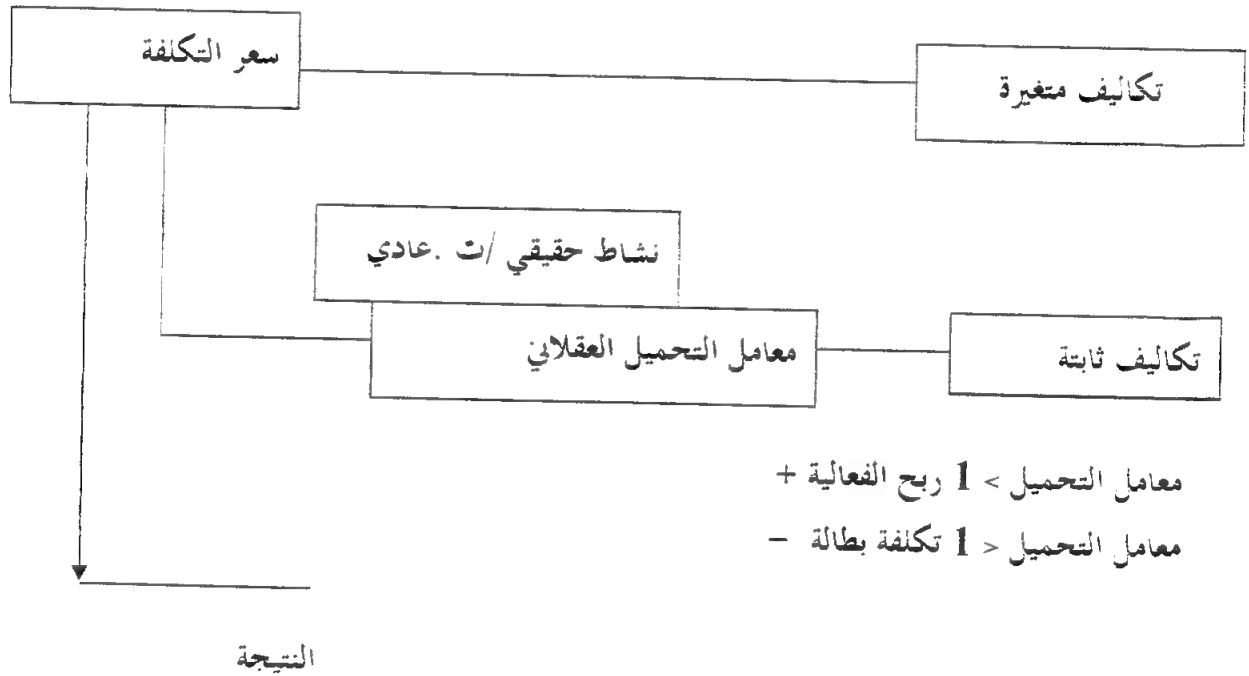 سعر التكلفة
تكاليف متغيرة
نشاط حقيقي /ت .عادي
معامل التحميل العقلاني
تكاليف ثابتة
معامل التحميل > 1 ربح الفعالية +
معامل التحميل < 1 تكلفة بطالة –
النتيجة